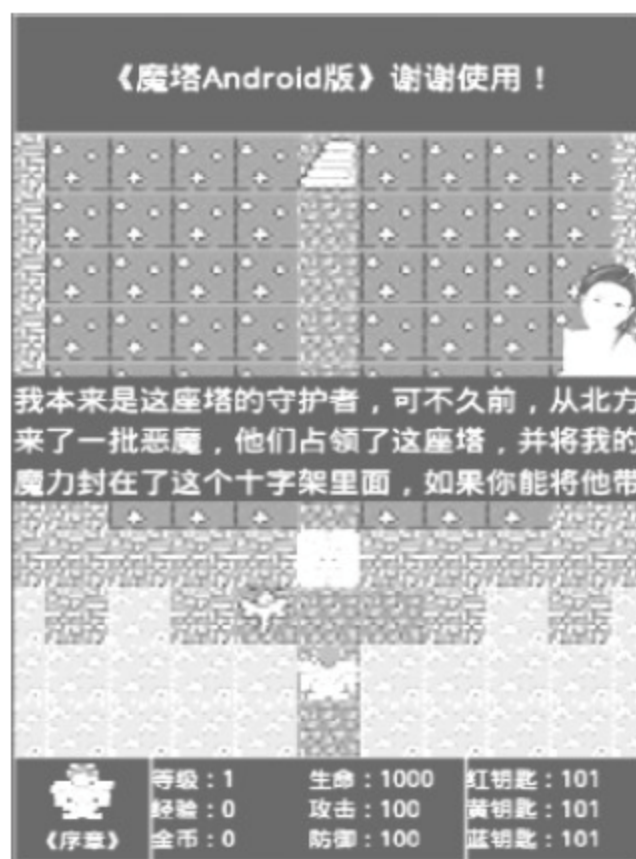 《魔塔Android版》谢谢使用！
我本来是这座塔的守护者，可不久前，从北方
来了一批恶魔，他们占领了这座塔，并将我的
魔力封在了这个十字架里面，如果你能将他带
等级：1 生命：1000 红钥匙：101
经验：0 攻击：100 黄钥匙：101
《序章》 金币：0 防御：100 蓝钥匙：101